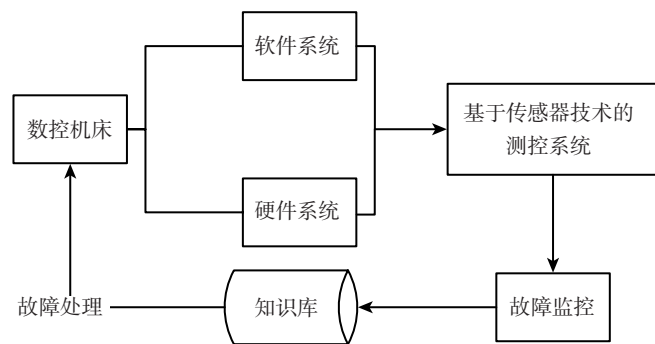 软件系统
数控机床
基于传感器技术的
测控系统
硬件系统
故障处理
知识库
故障监控